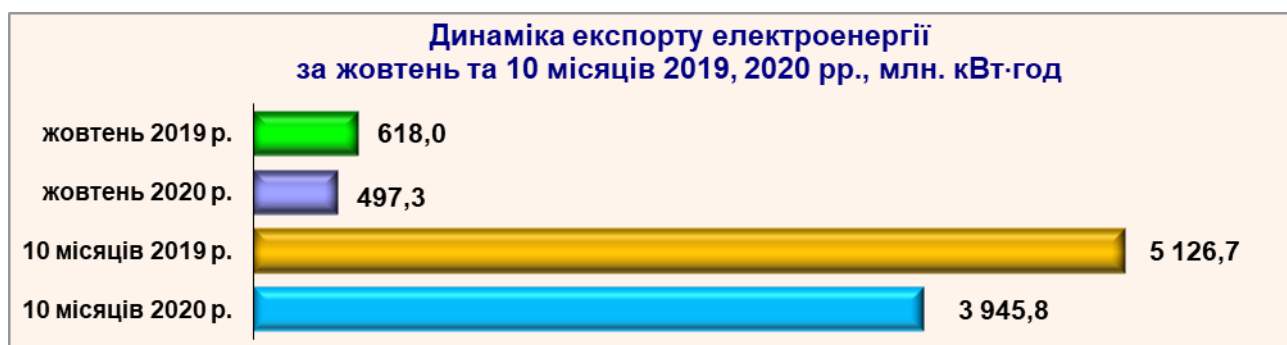 Динаміка експорту електроенергії
за жовтень та 10 місяців 2019, 2020 рр., млн. кВт·год
жовтень 2019 р. 618,0
жовтень 2020 р. 497,3
10 місяців 2019 р. 5 126,7
10 місяців 2020 р. 3 945,8